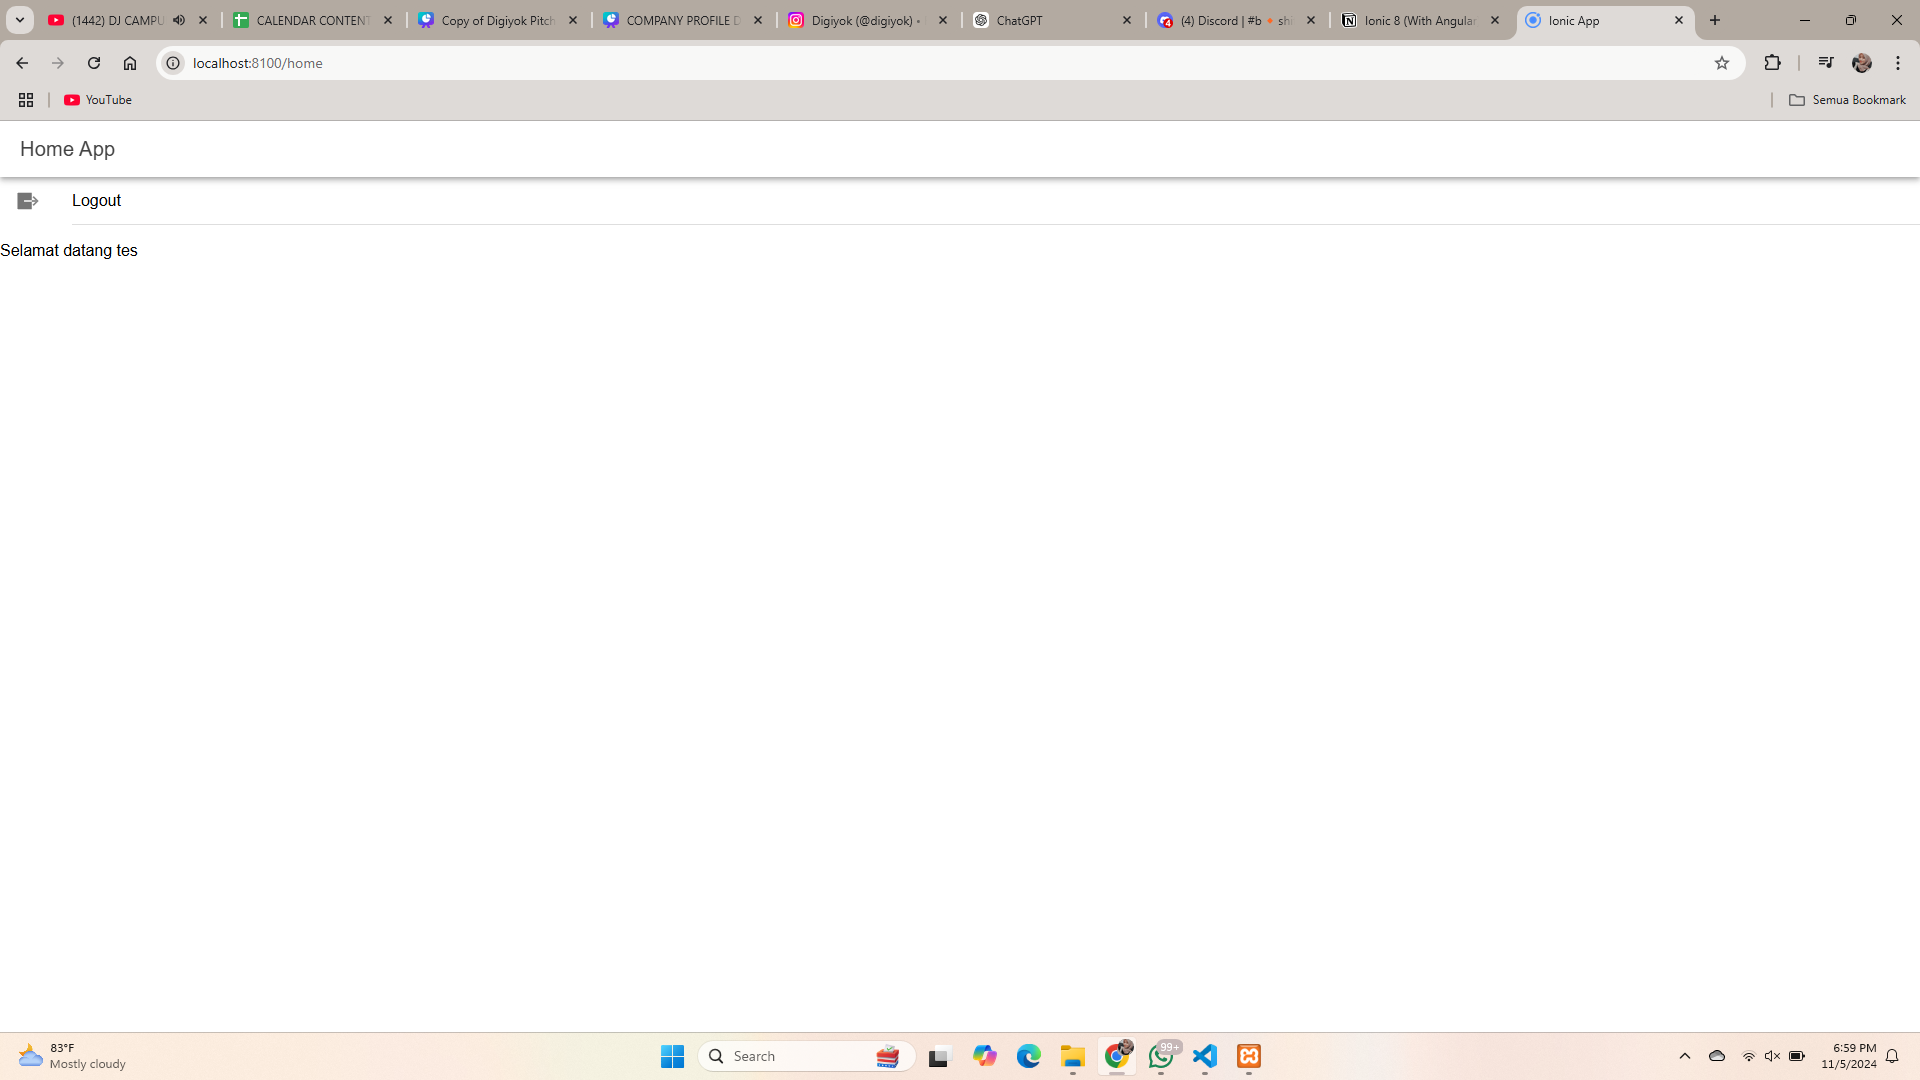 (1442) DJ CAMPU
CALENDAR CONTENT
Copy of Digiyok Pitch
COMPANY PROFILE D
Digiyok (@digiyok) •
ChatGPT
(4) Discord | #b 🔸 shi
Ionic 8 (With Angular
Ionic App
localhost:8100/home
YouTube
Semua Bookmark
Home App
Logout
Selamat datang tes
83°F
Mostly cloudy
Search
99+
6:59 PM
11/5/2024